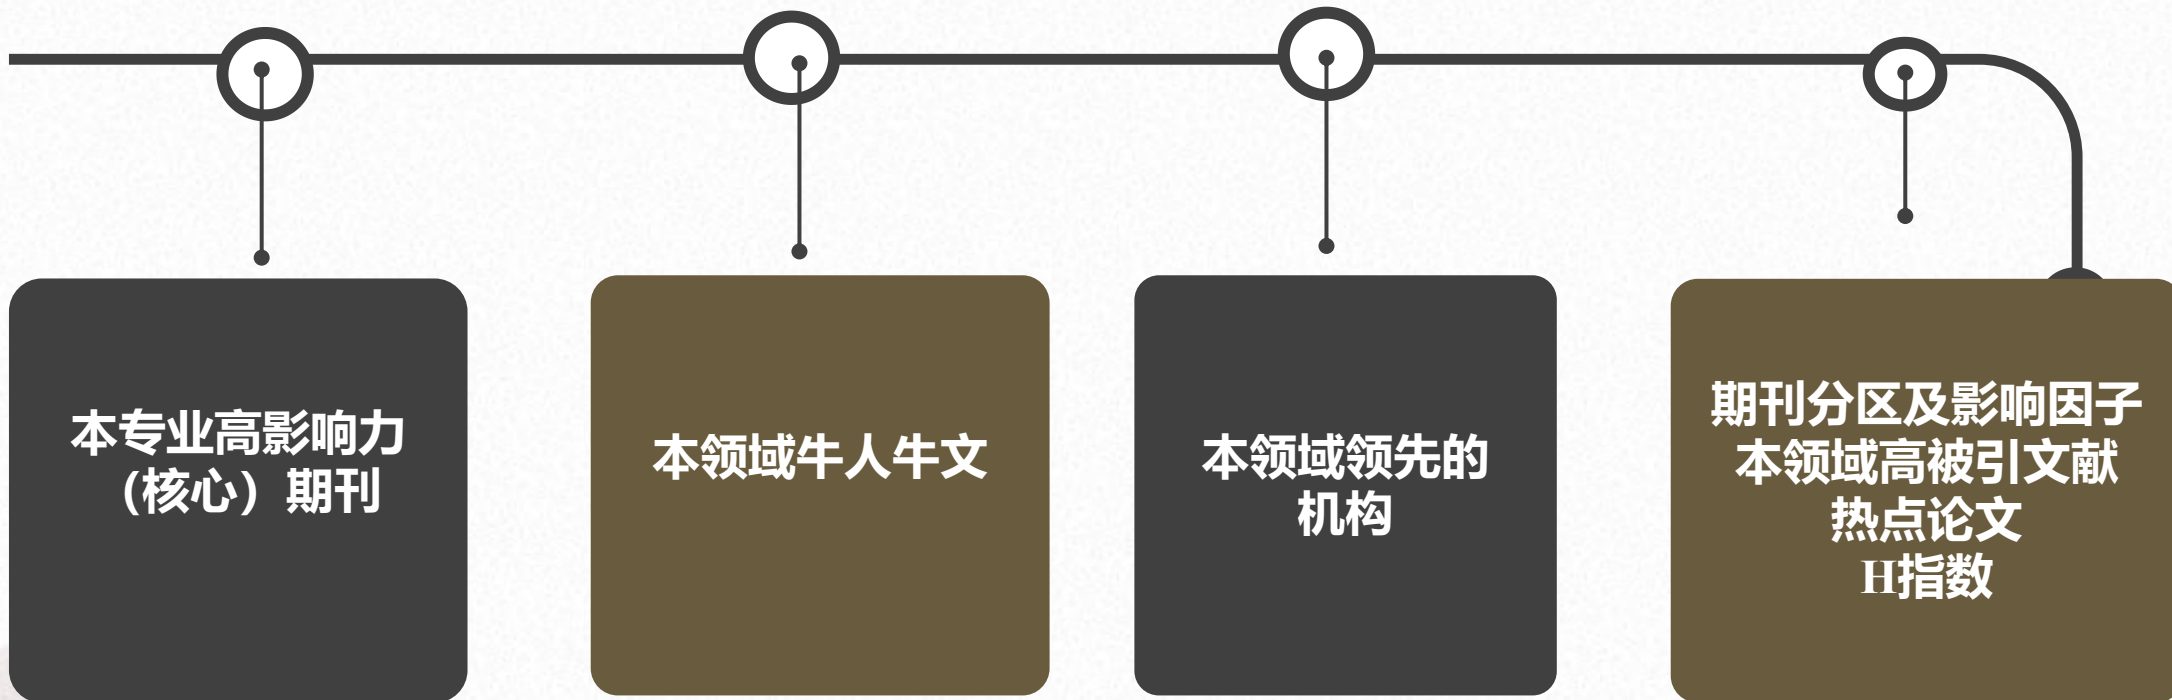 本专业高影响力
（核心）期刊
本领域牛人牛文
本领域领先的
机构
期刊分区及影响因子
本领域高被引文献
热点论文
H指数